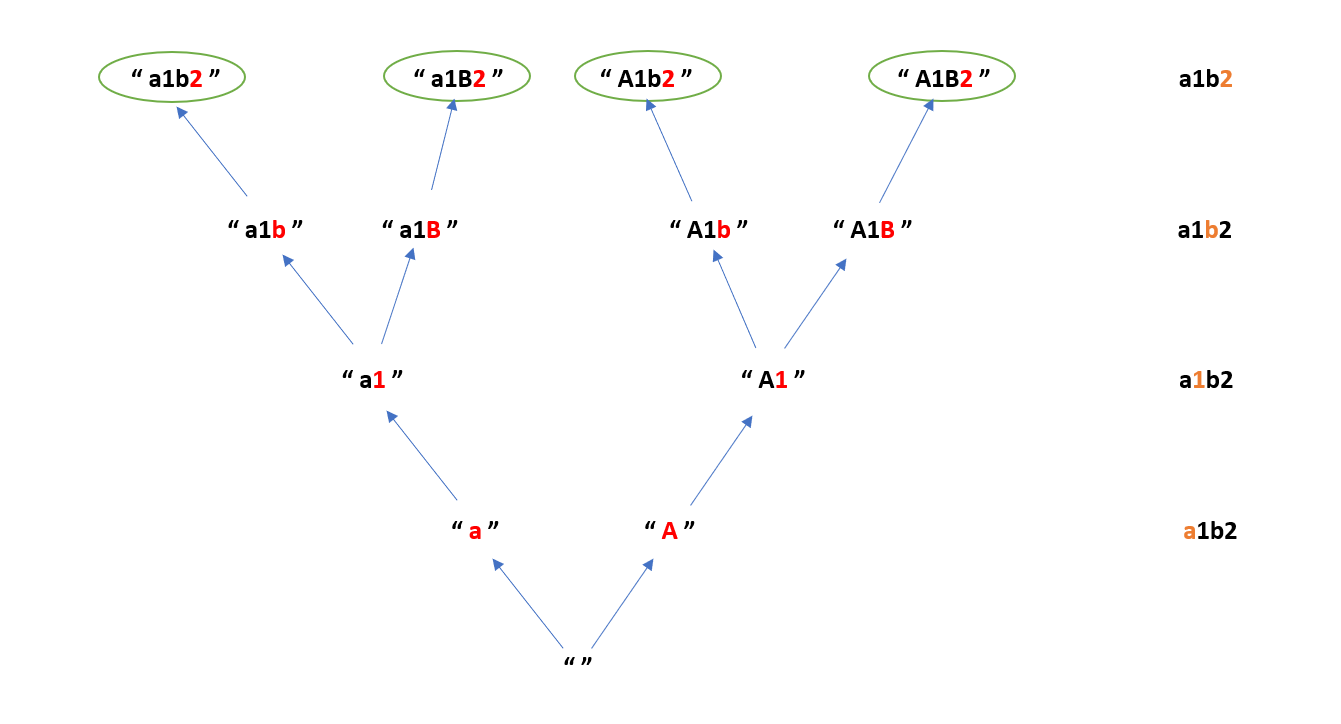 “ a1b2 ” “ a1B2 ” “ A1b2 ” “ A1B2 ” a1b2
“ a1b ” “ a1B ” “ A1b ” “ A1B ” a1b2
“ a1 ” “ A1 ” a1b2
“ a ” “ A ” a1b2
“ ”